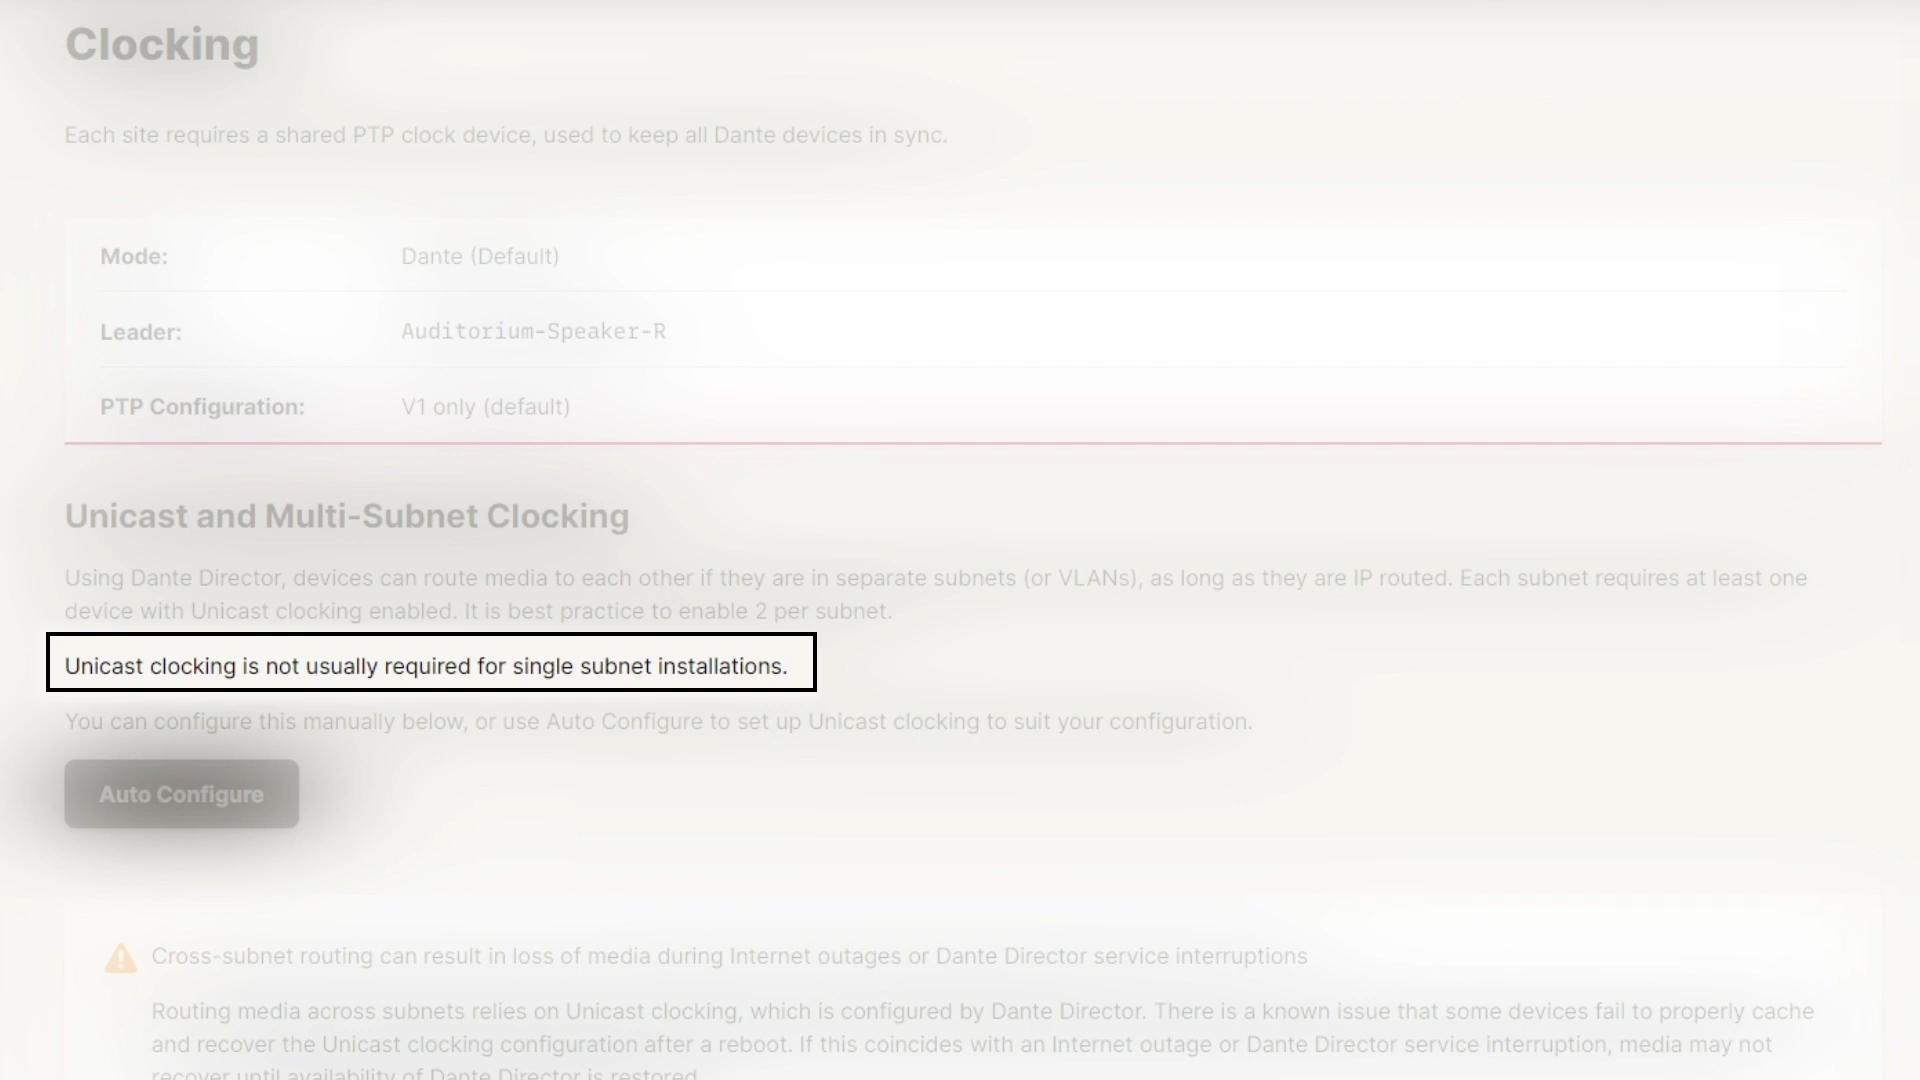 Clocking
Each site requires a shared PTP clock device, used to keep all Dante devices in sync.
Mode: Dante (Default)
Leader: Auditorium-Speaker-R
PTP Configuration: V1 only (default)
Unicast and Multi-Subnet Clocking
Using Dante Director, devices can route media to each other if they are in separate subnets (or VLANs), as long as they are IP routed. Each subnet requires at least one
device with Unicast clocking enabled. It is best practice to enable 2 per subnet.
Unicast clocking is not usually required for single subnet installations.
You can configure this manually below, or use Auto Configure to set up Unicast clocking to suit your configuration.
Auto Configure
Cross-subnet routing can result in loss of media during Internet outages or Dante Director service interruptions
Routing media across subnets relies on Unicast clocking, which is configured by Dante Director. There is a known issue that some devices fail to properly cache
and recover the Unicast clocking configuration after a reboot. If this coincides with an Internet outage or Dante Director service interruption, media may not
recover until availability of Dante Director is restored.